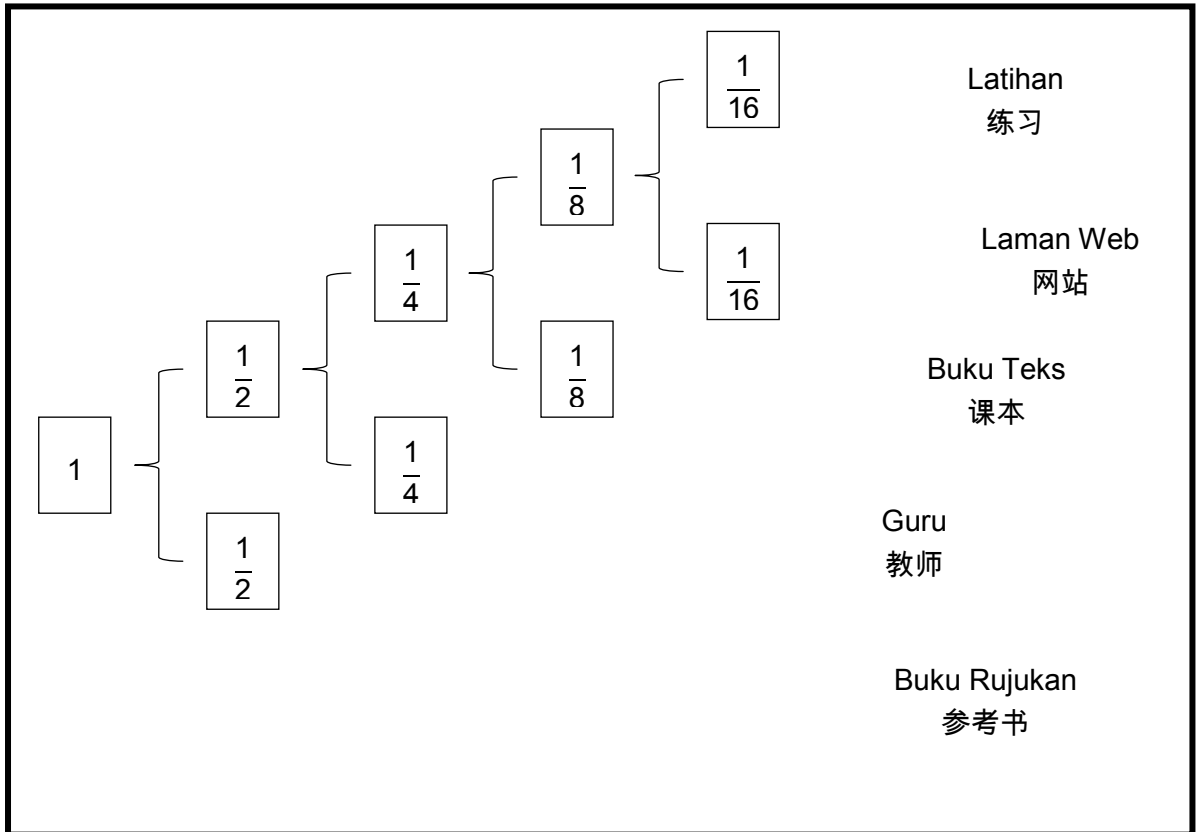 1
1/2
1/2
1/4
1/4
1/8
1/8
1/16
1/16
Latihan
练习
Laman Web
网站
Buku Teks
课本
Guru
教师
Buku Rujukan
参考书